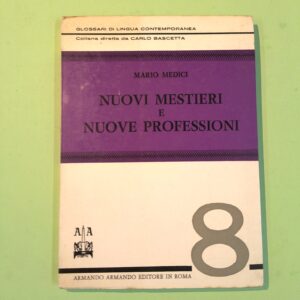 GLOSSARI DI LINGUA CONTEMPORANEA
Collana diretta da CARLO BASCETTA
MARIO MEDICI
NUOVI MESTIERI
E
NUOVE PROFESSIONI
A A
8
ARMANDO ARMANDO EDITORE IN ROMA